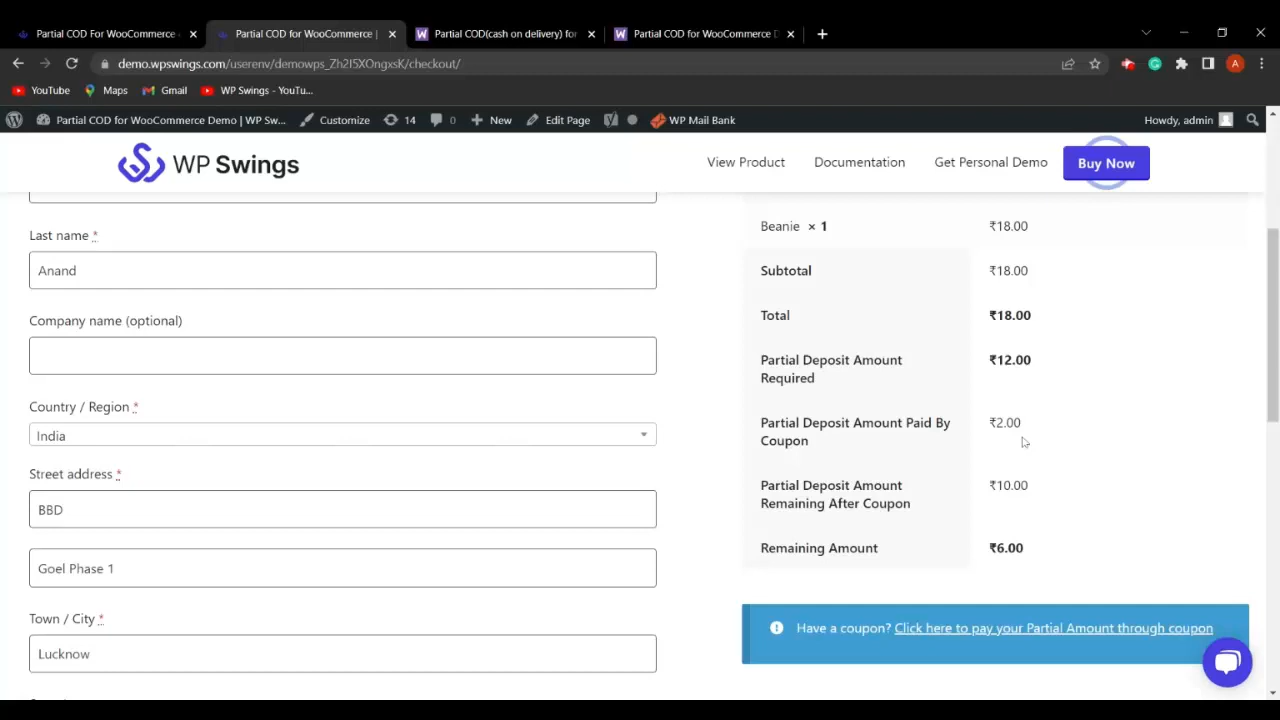 Partial COD For WooCommerce
Partial COD for WooCommerce |
Partial COD(cash on delivery) for
Partial COD for WooCommerce
demo.wpswings.com/userenv/demowps_Zh2I5XOngxsK/checkout/
A
YouTube
Maps
Gmail
WP Swings - YouTu...
Partial COD for WooCommerce Demo | WP Sw...
Customize
14
0
New
Edit Page
WP Mail Bank
Howdy, admin
WP Swings
View Product
Documentation
Get Personal Demo
Buy Now
Last name *
Anand
Company name (optional)
Country / Region *
India
Street address *
BBD
Goel Phase 1
Town / City *
Lucknow
Beanie × 1 ₹18.00
Subtotal ₹18.00
Total ₹18.00
Partial Deposit Amount ₹12.00
Required
Partial Deposit Amount Paid By ₹2.00
Coupon
Partial Deposit Amount ₹10.00
Remaining After Coupon
Remaining Amount ₹6.00
Have a coupon? Click here to pay your Partial Amount through coupon